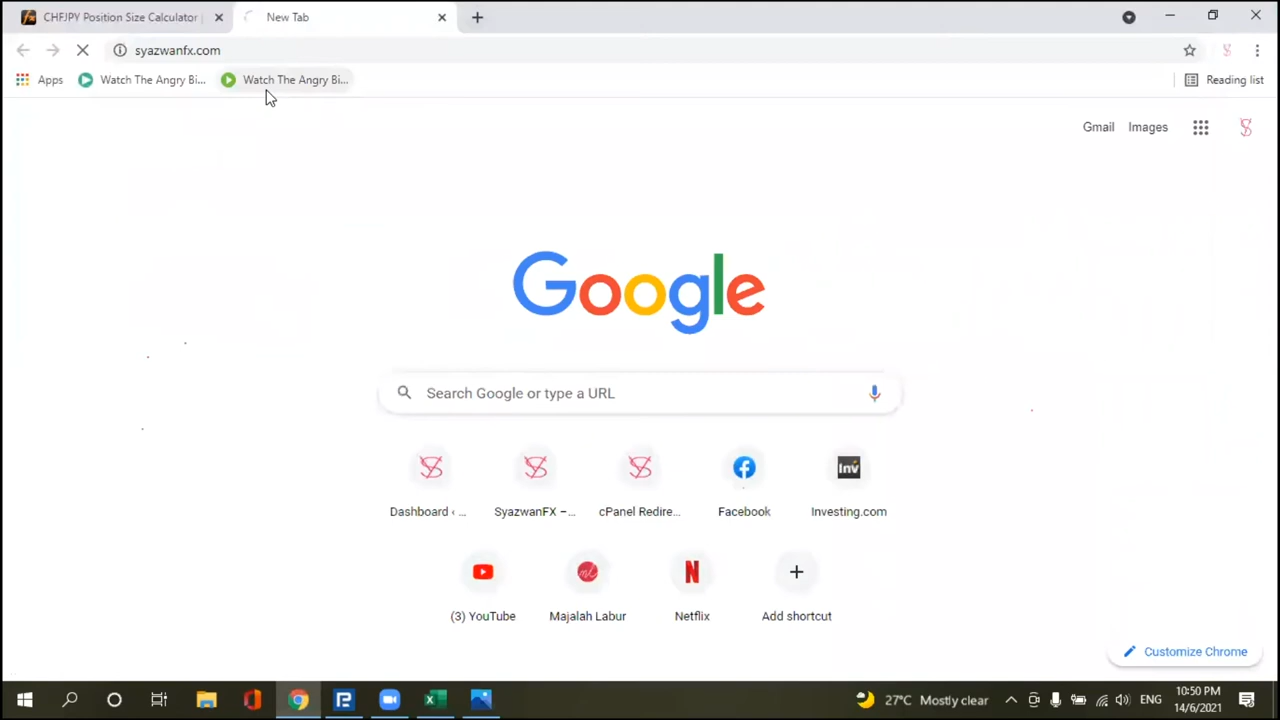 CHFJPY Position Size Calculator
New Tab
syazwanfx.com
Apps
Watch The Angry Bi...
Watch The Angry Bi...
Reading list
Gmail
Images
Google
Search Google or type a URL
Dashboard ‹ ...
SyazwanFX –...
cPanel Redire...
Facebook
Inv
Investing.com
(3) YouTube
Majalah Labur
Netflix
Add shortcut
Customize Chrome
27°C Mostly clear
ENG
10:50 PM
14/6/2021